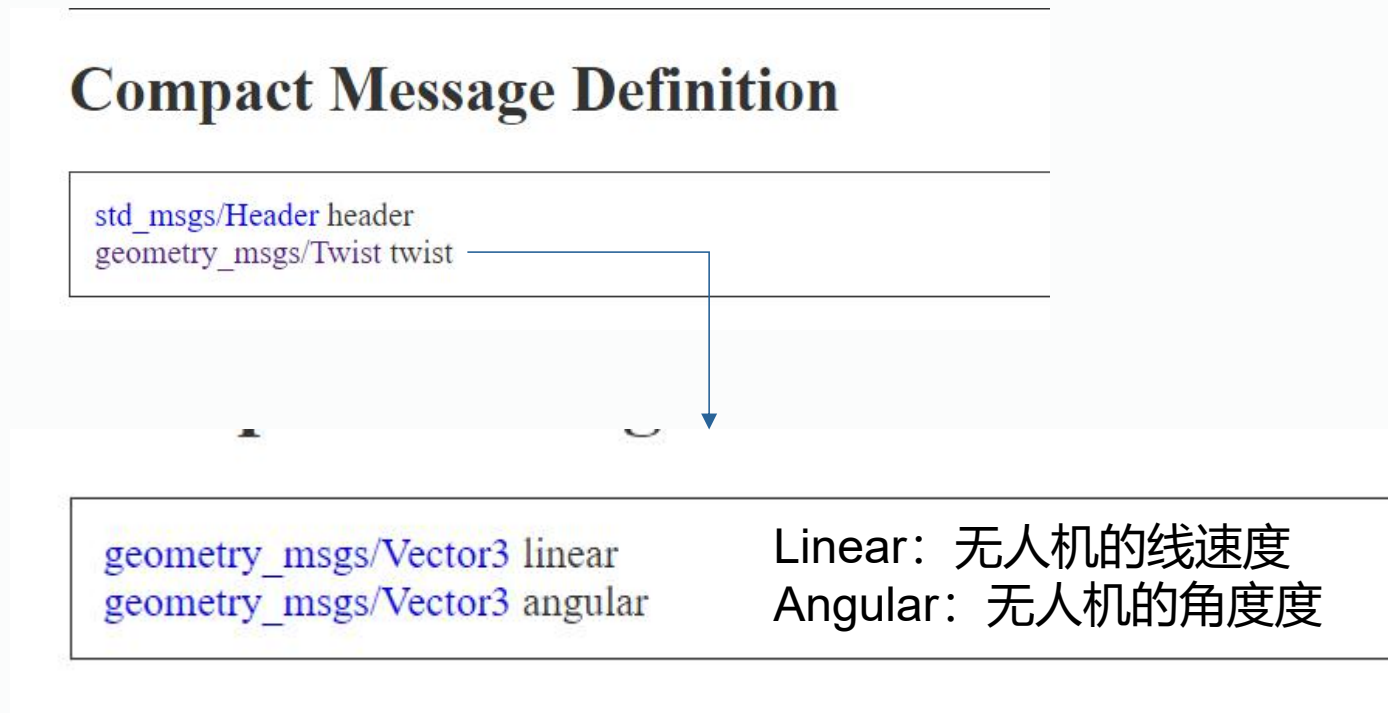 Compact Message Definition
std_msgs/Header header
geometry_msgs/Twist twist
geometry_msgs/Vector3 linear
geometry_msgs/Vector3 angular
Linear：无人机的线速度
Angular：无人机的角度度